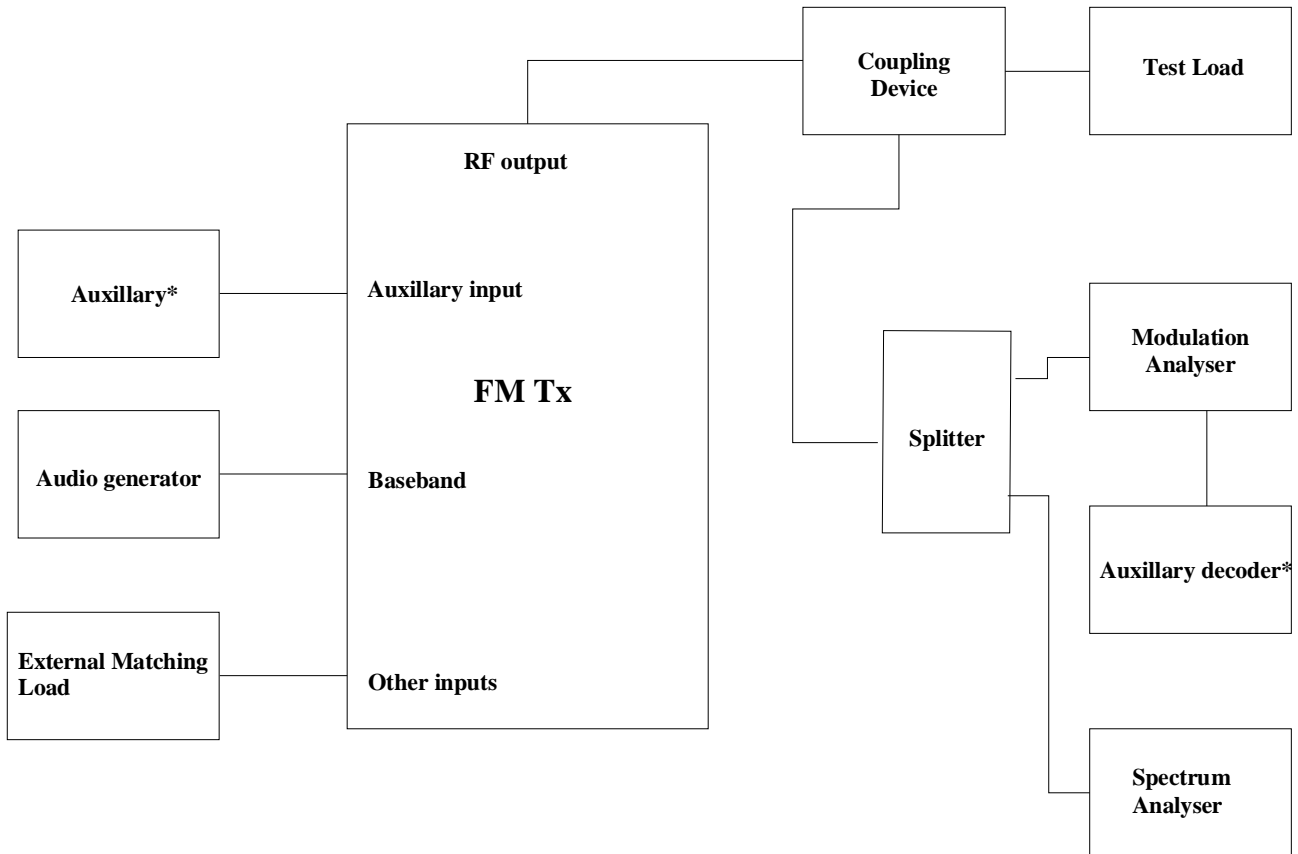 Coupling
Device
Test Load
RF output
Auxillary*
Auxillary input
FM Tx
Modulation
Analyser
Splitter
Audio generator
Baseband
Auxillary decoder*
External Matching
Load
Other inputs
Spectrum
Analyser